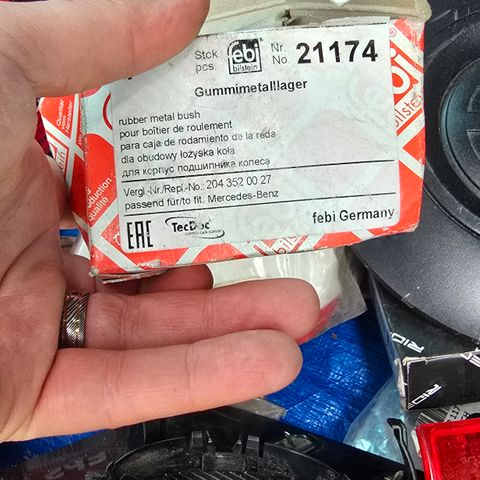 Stck
pcs.
febi
bilstein
Nr.
No. 21174
Gummimetalllager
rubber metal bush
pour boîtier de roulement
para caja de rodamiento de la reda
dla obudowy łożyska koła
для корпус подшипника колеса
Vergl-Nr/Repl-No.: 204 352 00 27
passend für/to fit: Mercedes-Benz
EAC
TecDoc
febi Germany
RIDE